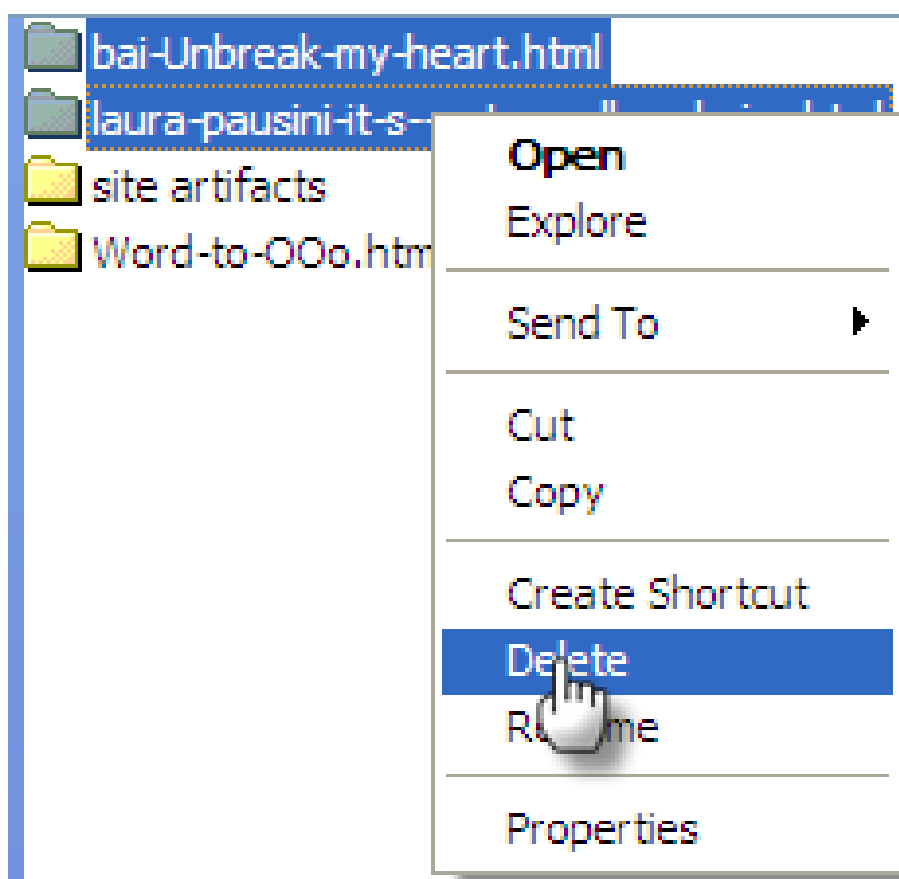 bai-Unbreak-my-heart.html
laura-pausini-it-s-
site artifacts
Word-to-OOo.htm
Open
Explore
Send To
Cut
Copy
Create Shortcut
Delete
Rename
Properties